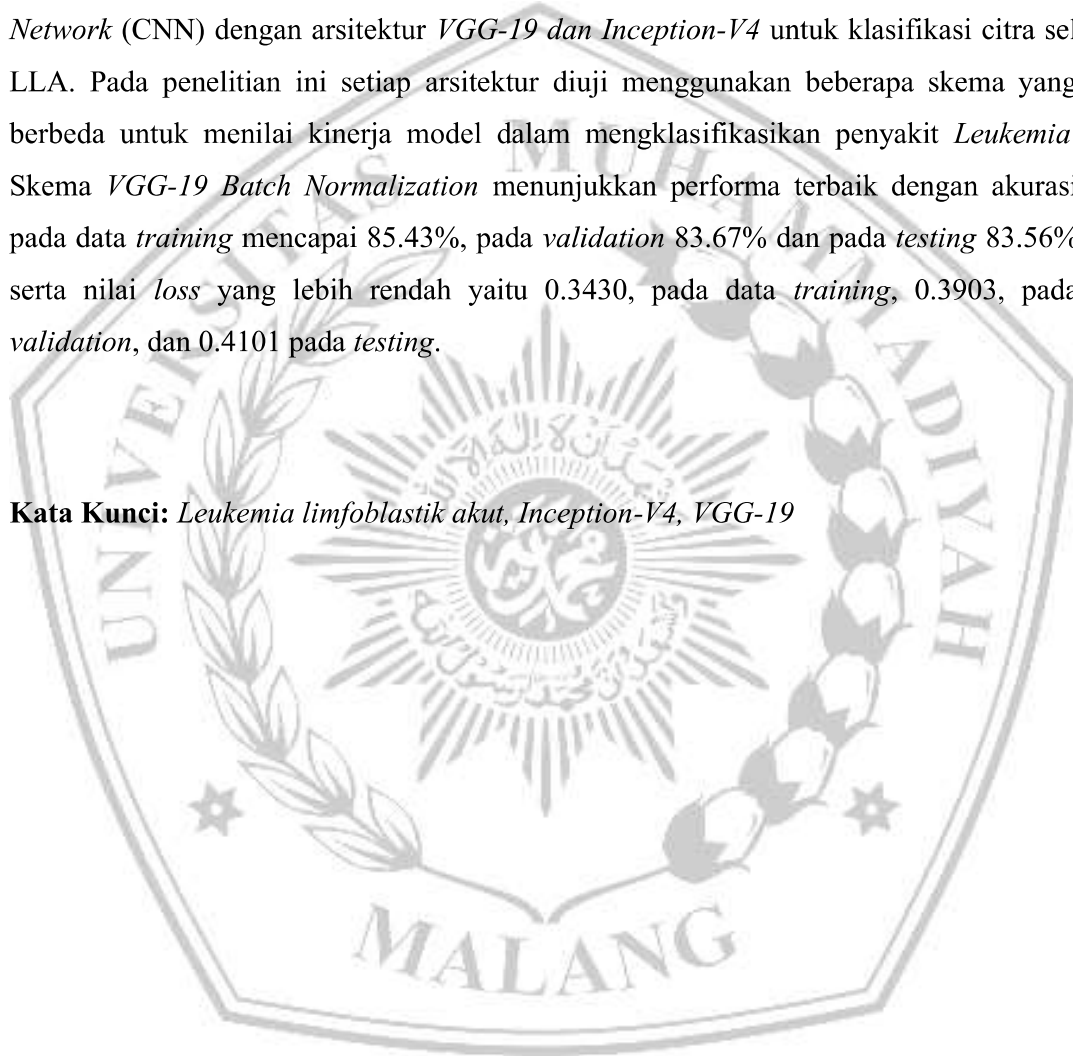 Network (CNN) dengan arsitektur VGG-19 dan Inception-V4 untuk klasifikasi citra sel
LLA. Pada penelitian ini setiap arsitektur diuji menggunakan beberapa skema yang
berbeda untuk menilai kinerja model dalam mengklasifikasikan penyakit Leukemia
Skema VGG-19 Batch Normalization menunjukkan performa terbaik dengan akurasi
pada data training mencapai 85.43%, pada validation 83.67% dan pada testing 83.56%
serta nilai loss yang lebih rendah yaitu 0.3430, pada data training, 0.3903, pada
validation, dan 0.4101 pada testing.
Kata Kunci: Leukemia limfoblastik akut, Inception-V4, VGG-19
UNIVERSITAS MUHAMMADIYAH
MALANG